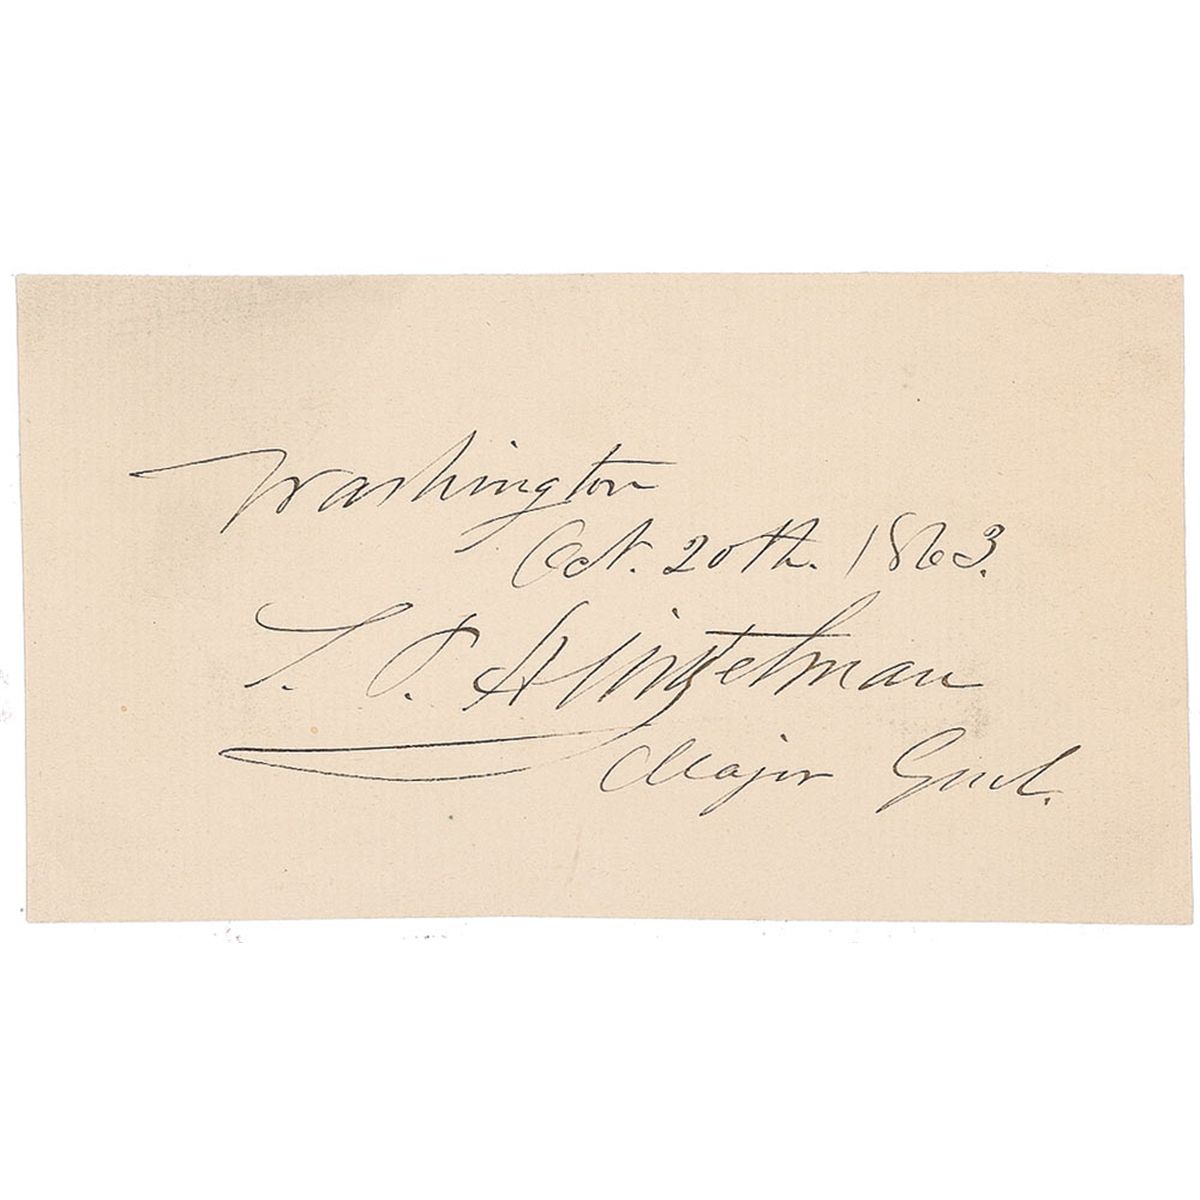 Washington
Oct. 20th. 1863.
S. P. Heintzelman
Major Genl.